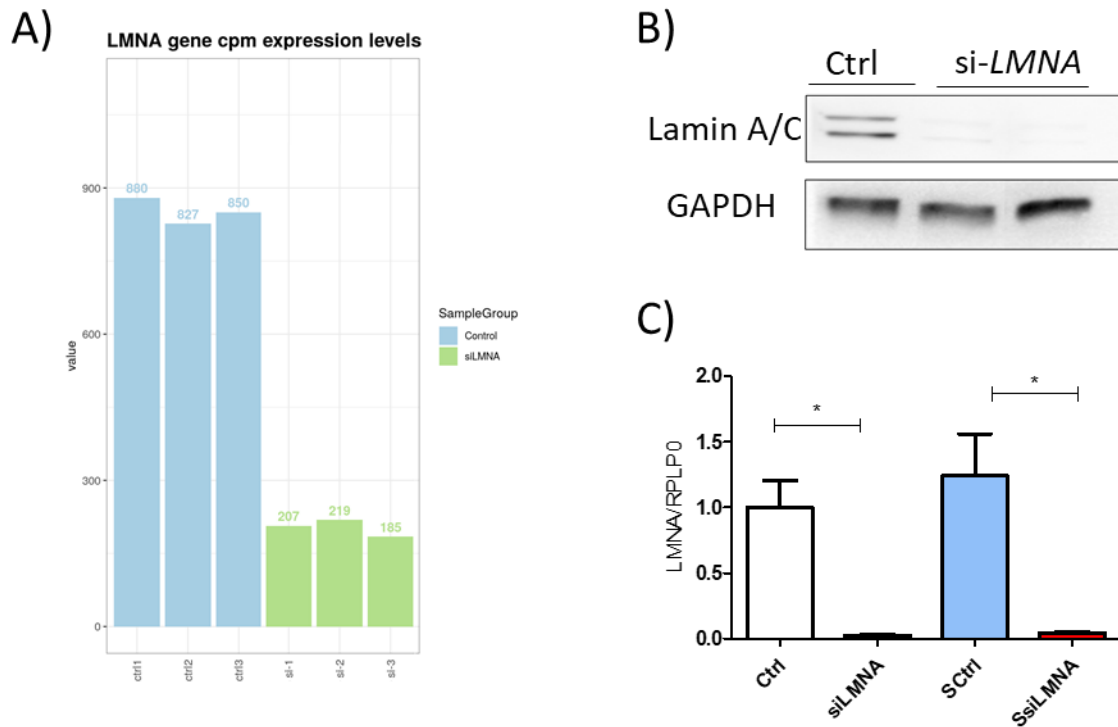 A)
LMNA gene cpm expression levels
value
900
600
300
0
880
827
850
207
219
185
ctrl1
ctrl2
ctrl3
si-1
si-2
si-3
SampleGroup
Control
siLMNA
B)
Ctrl
si-LMNA
Lamin A/C
GAPDH
C)
LMNA/RPLP0
2.0
1.5
1.0
0.5
0.0
*
*
Ctrl
siLMNA
SCtrl
SsiLMNA